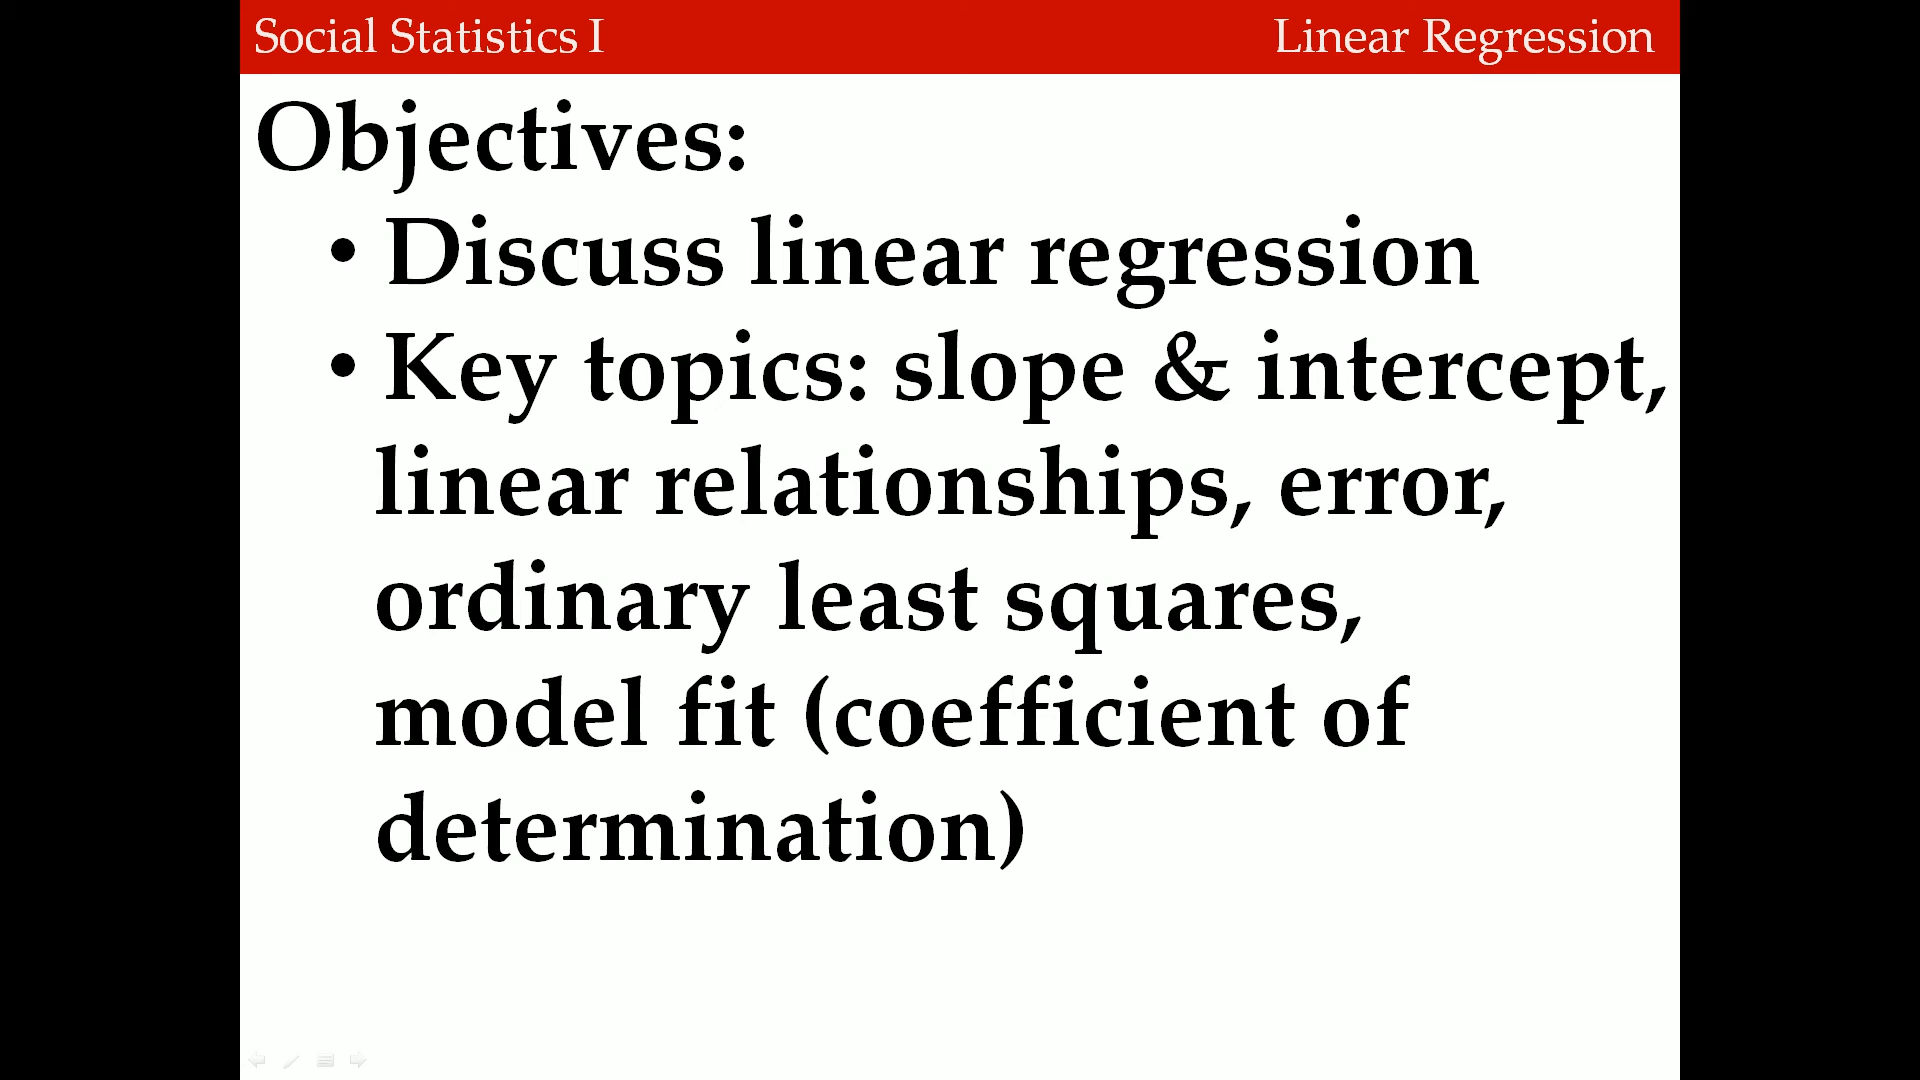 Social Statistics I
Linear Regression
Objectives:
• Discuss linear regression
• Key topics: slope & intercept,
linear relationships, error,
ordinary least squares,
model fit (coefficient of
determination)